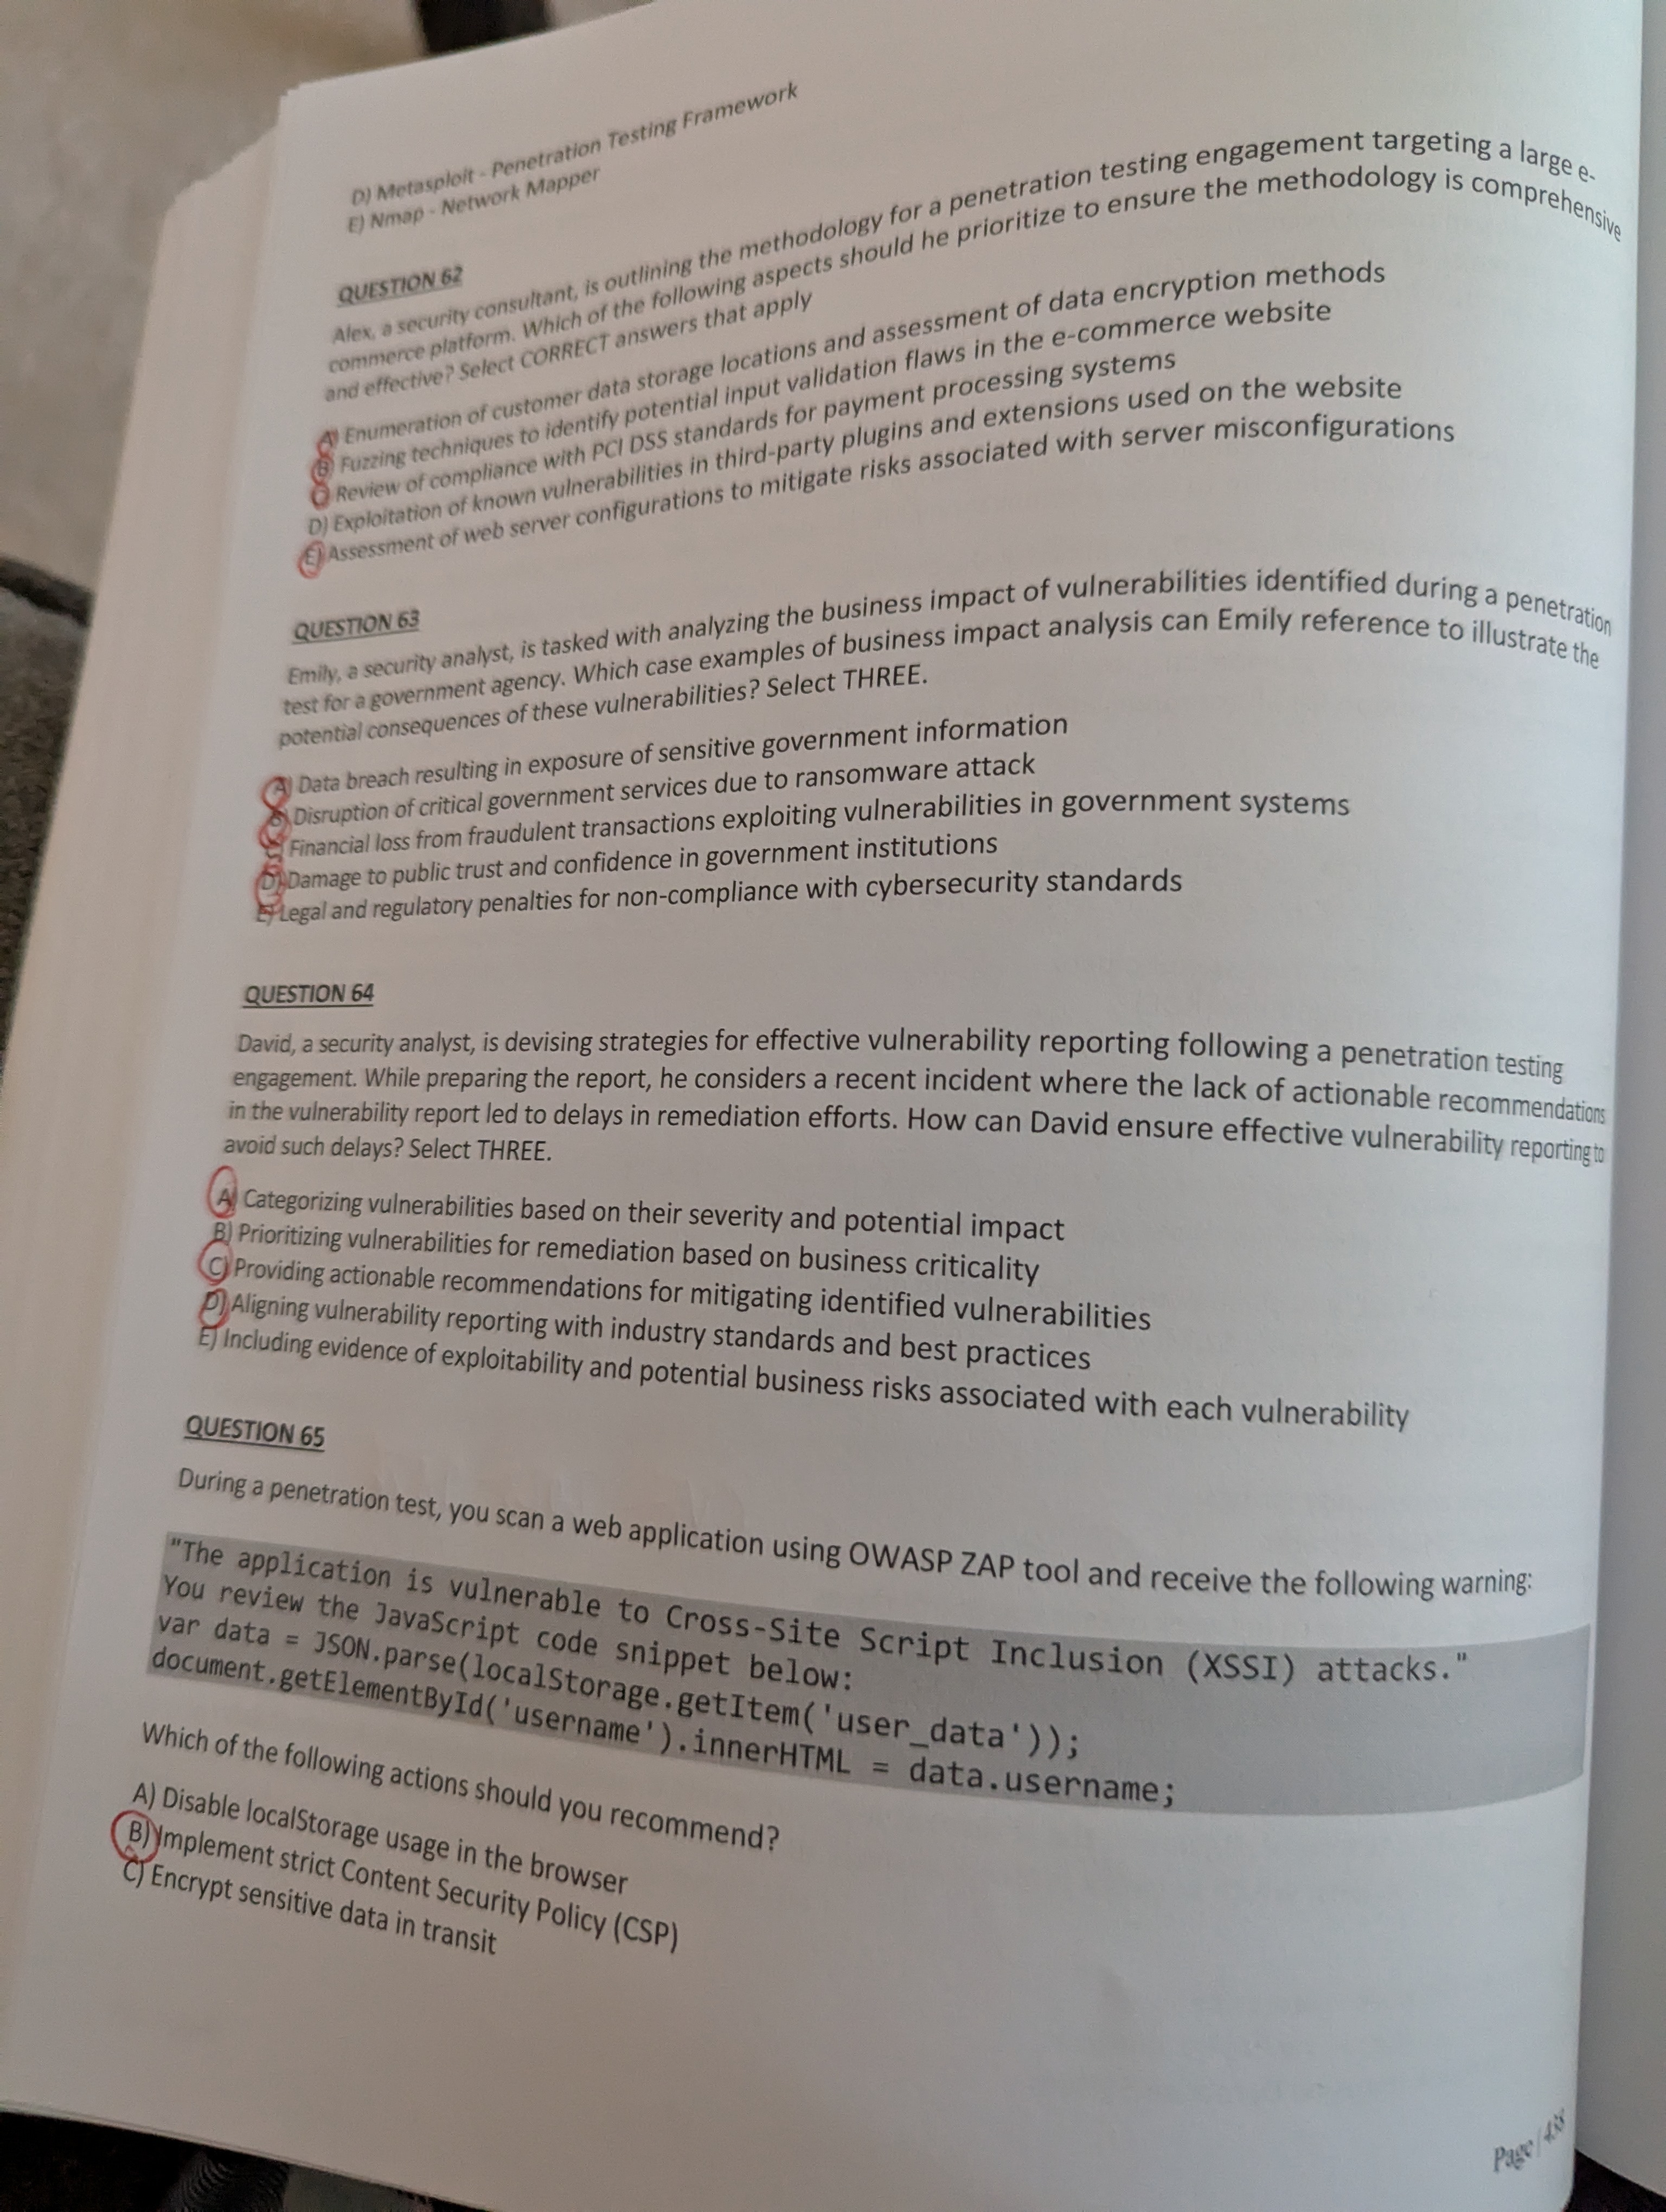 D) Metasploit - Penetration Testing Framework
E) Nmap - Network Mapper
QUESTION 62
Alex, a security consultant, is outlining the methodology for a penetration testing engagement targeting a large e-
commerce platform. Which of the following aspects should he prioritize to ensure the methodology is comprehensive
and effective? Select CORRECT answers that apply
A) Enumeration of customer data storage locations and assessment of data encryption methods
B) Fuzzing techniques to identify potential input validation flaws in the e-commerce website
C) Review of compliance with PCI DSS standards for payment processing systems
D) Exploitation of known vulnerabilities in third-party plugins and extensions used on the website
E) Assessment of web server configurations to mitigate risks associated with server misconfigurations
QUESTION 63
Emily, a security analyst, is tasked with analyzing the business impact of vulnerabilities identified during a penetration
test for a government agency. Which case examples of business impact analysis can Emily reference to illustrate the
potential consequences of these vulnerabilities? Select THREE.
A) Data breach resulting in exposure of sensitive government information
B) Disruption of critical government services due to ransomware attack
C) Financial loss from fraudulent transactions exploiting vulnerabilities in government systems
D) Damage to public trust and confidence in government institutions
E) Legal and regulatory penalties for non-compliance with cybersecurity standards
QUESTION 64
David, a security analyst, is devising strategies for effective vulnerability reporting following a penetration testing
engagement. While preparing the report, he considers a recent incident where the lack of actionable recommendations
in the vulnerability report led to delays in remediation efforts. How can David ensure effective vulnerability reporting to
avoid such delays? Select THREE.
A) Categorizing vulnerabilities based on their severity and potential impact
B) Prioritizing vulnerabilities for remediation based on business criticality
C) Providing actionable recommendations for mitigating identified vulnerabilities
D) Aligning vulnerability reporting with industry standards and best practices
E) Including evidence of exploitability and potential business risks associated with each vulnerability
QUESTION 65
During a penetration test, you scan a web application using OWASP ZAP tool and receive the following warning:
"The application is vulnerable to Cross-Site Script Inclusion (XSSI) attacks."
You review the JavaScript code snippet below:
var data = JSON.parse(localStorage.getItem('user_data'));
document.getElementById('username').innerHTML = data.username;
Which of the following actions should you recommend?
A) Disable localStorage usage in the browser
B) Implement strict Content Security Policy (CSP)
C) Encrypt sensitive data in transit
Page |